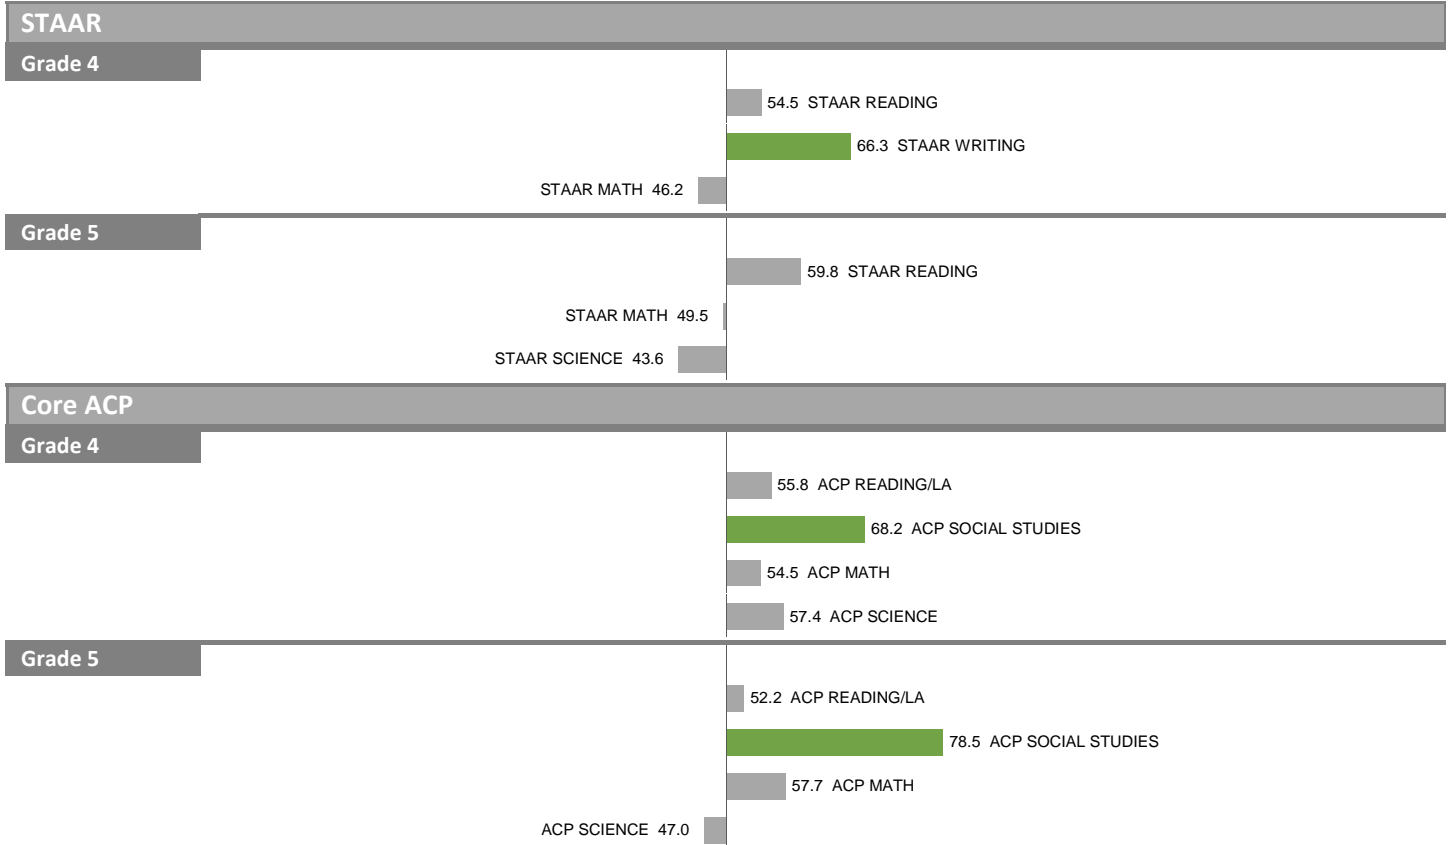 STAAR
Grade 4
54.5 STAAR READING
66.3 STAAR WRITING
STAAR MATH 46.2
Grade 5
59.8 STAAR READING
STAAR MATH 49.5
STAAR SCIENCE 43.6
Core ACP
Grade 4
55.8 ACP READING/LA
68.2 ACP SOCIAL STUDIES
54.5 ACP MATH
57.4 ACP SCIENCE
Grade 5
52.2 ACP READING/LA
78.5 ACP SOCIAL STUDIES
57.7 ACP MATH
ACP SCIENCE 47.0